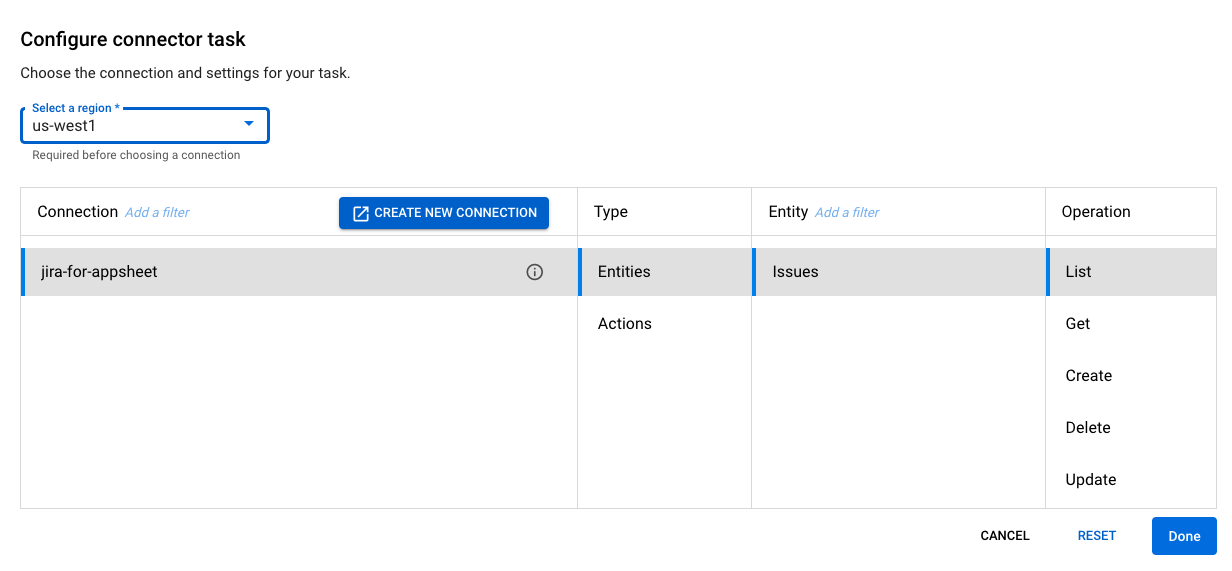 Configure connector task
Choose the connection and settings for your task.
Select a region *
us-west1
Required before choosing a connection
Connection Add a filter CREATE NEW CONNECTION Type Entity Add a filter Operation
jira-for-appsheet Entities Issues List
Actions Get
Create
Delete
Update
CANCEL RESET Done